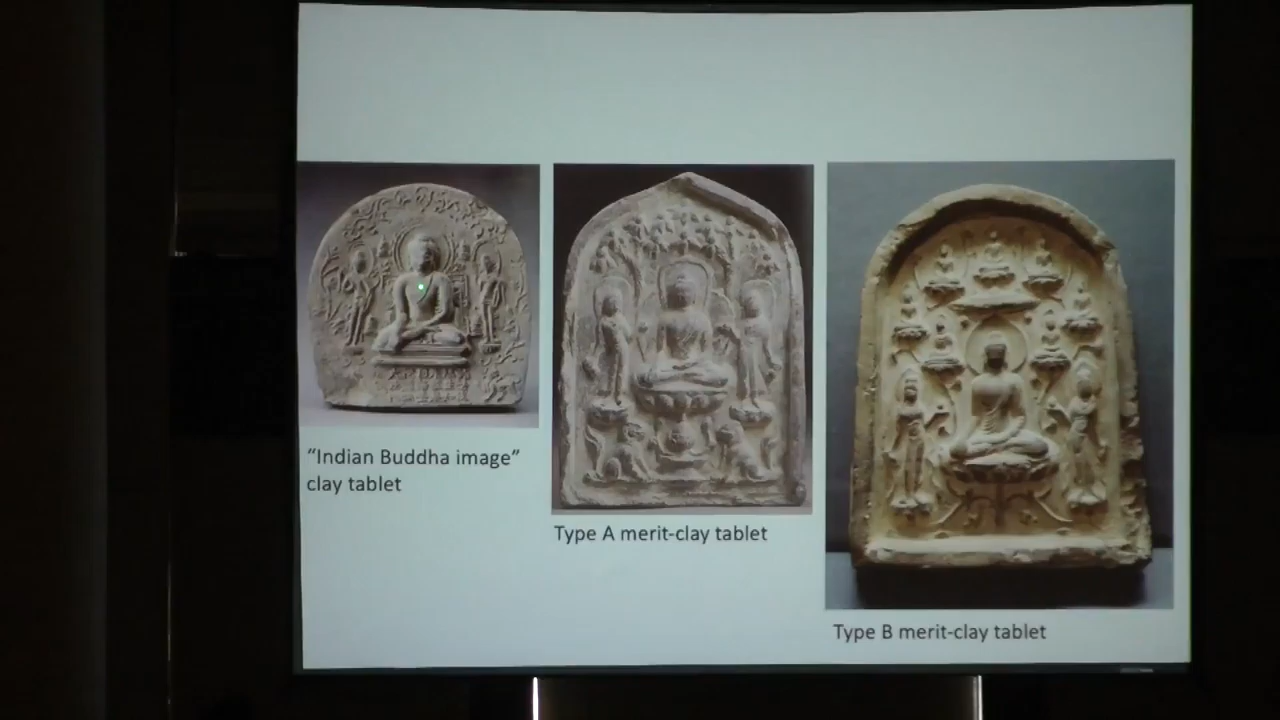 “Indian Buddha image”
clay tablet
Type A merit-clay tablet
Type B merit-clay tablet